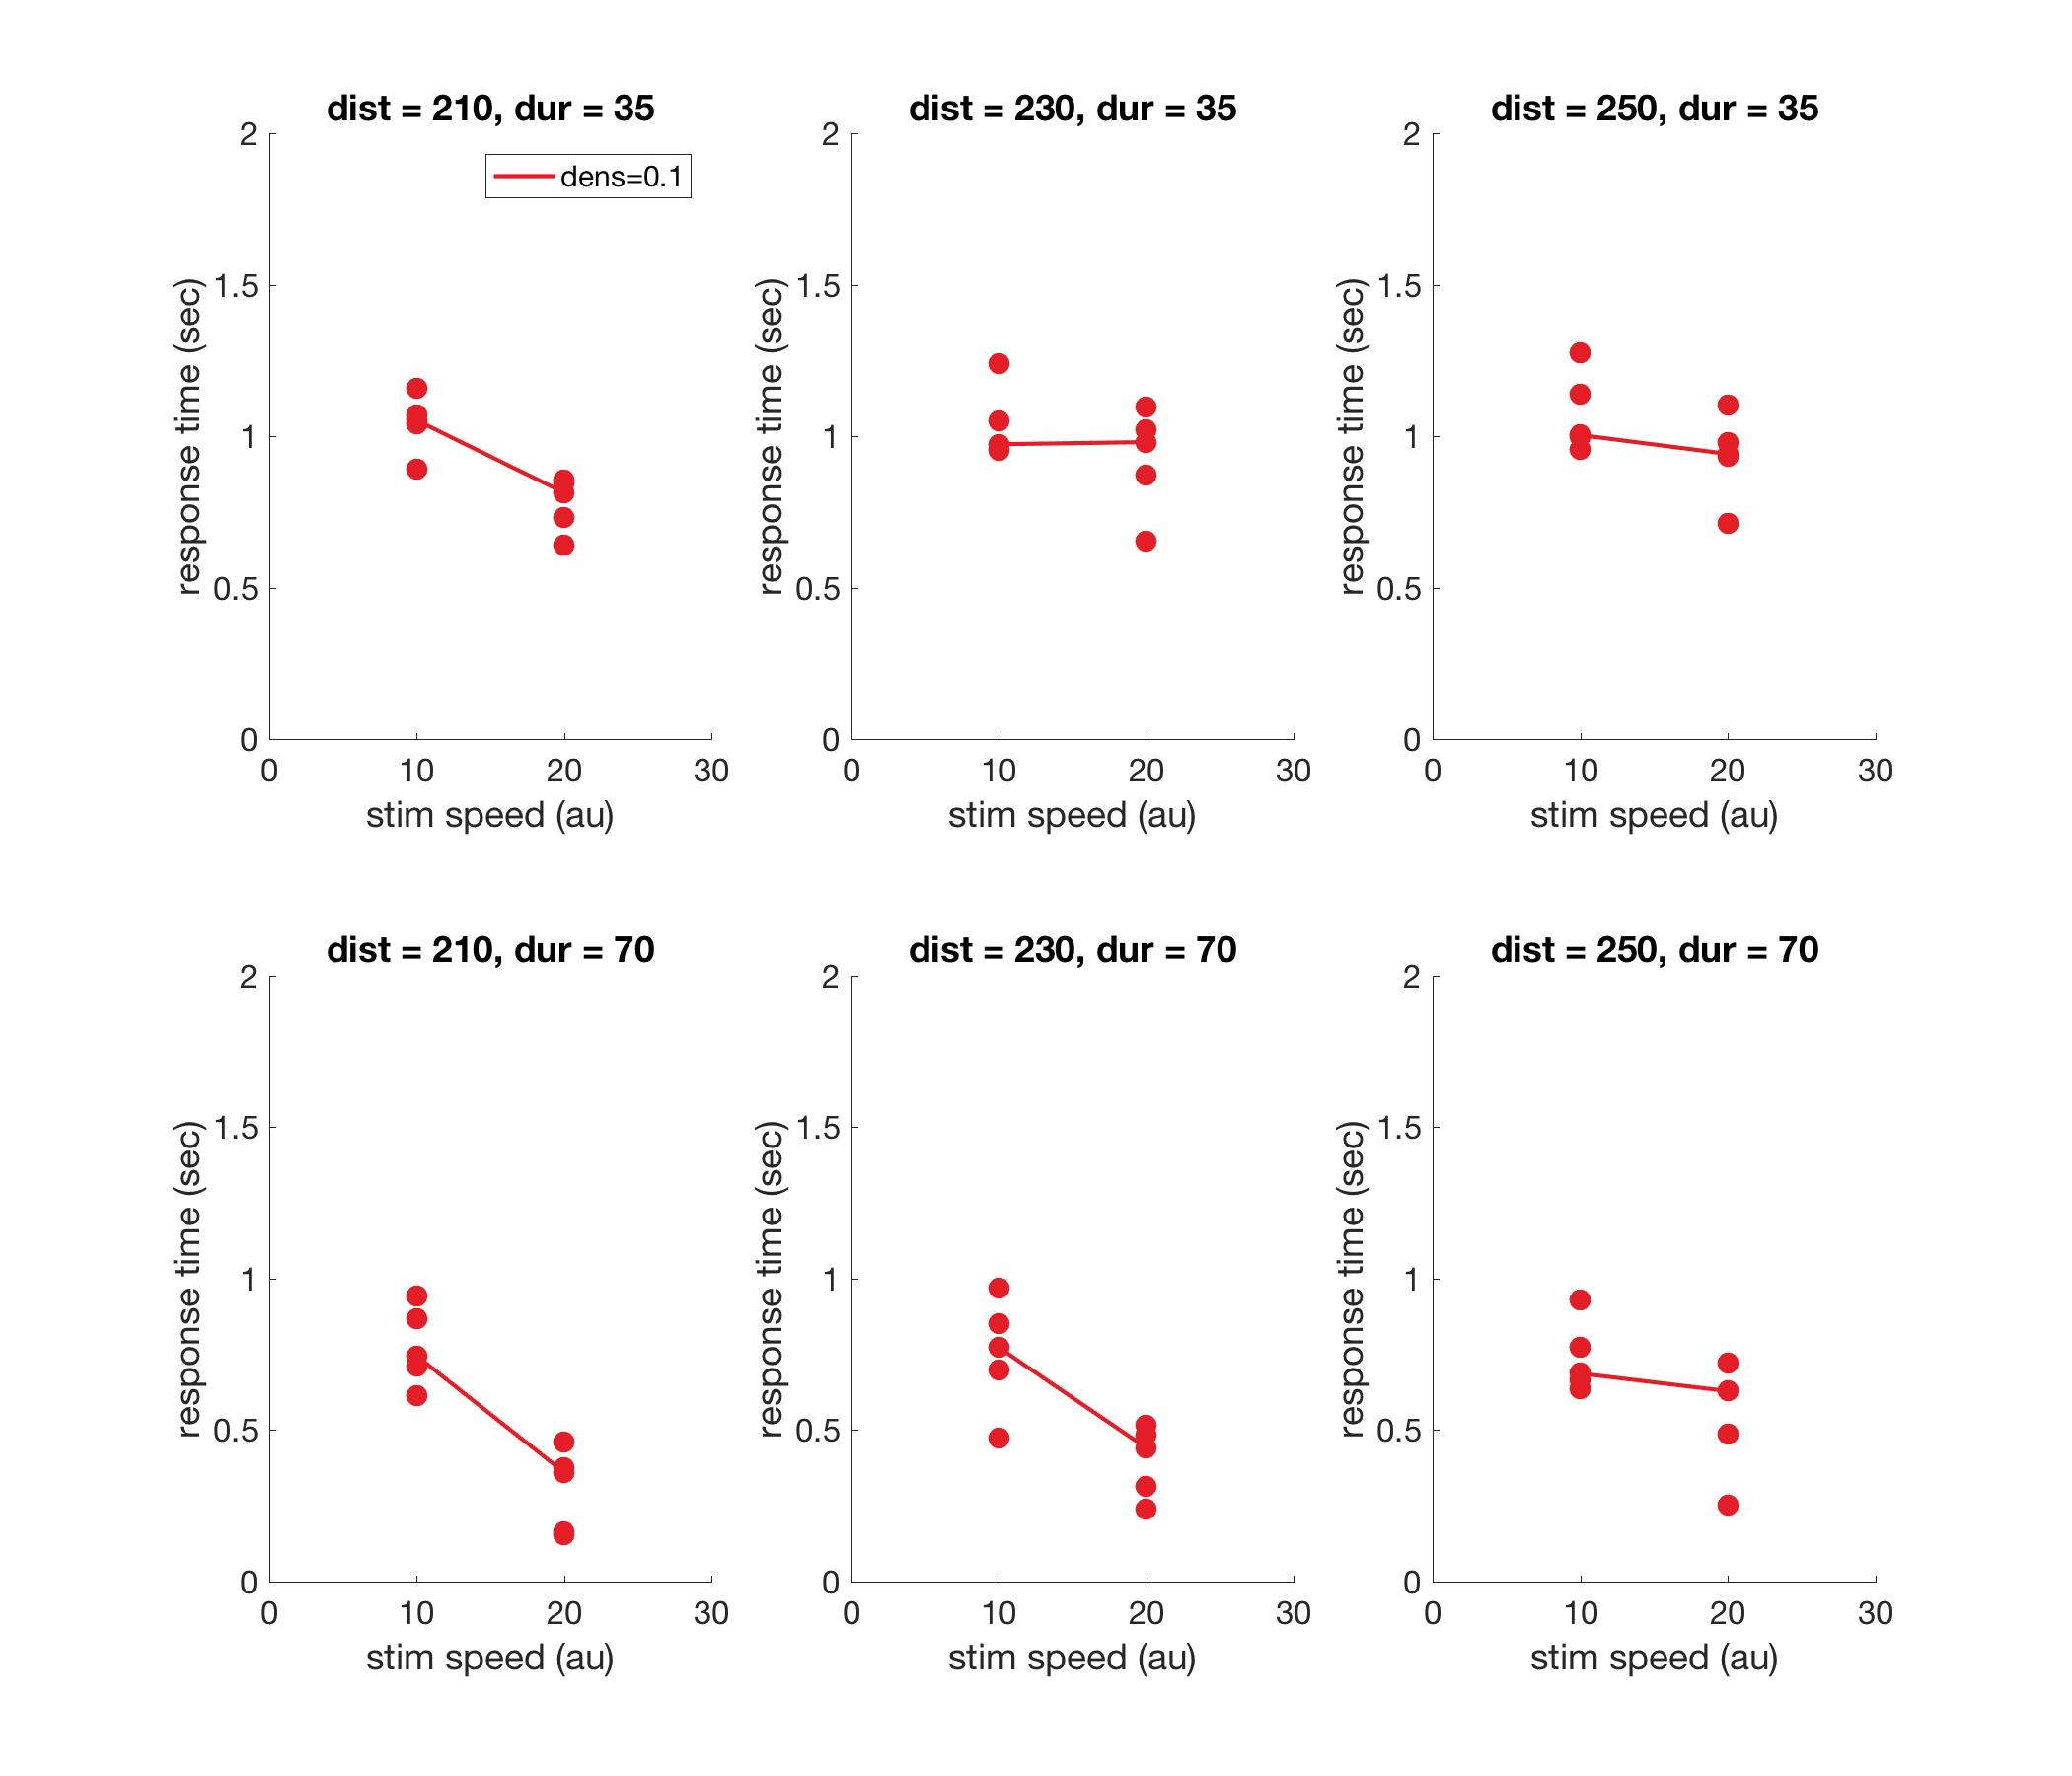 dist = 210, dur = 35
dens=0.1
2
1.5
1
0.5
0
response time (sec)
0 10 20 30
stim speed (au)
dist = 230, dur = 35
2
1.5
1
0.5
0
response time (sec)
0 10 20 30
stim speed (au)
dist = 250, dur = 35
2
1.5
1
0.5
0
response time (sec)
0 10 20 30
stim speed (au)
dist = 210, dur = 70
2
1.5
1
0.5
0
response time (sec)
0 10 20 30
stim speed (au)
dist = 230, dur = 70
2
1.5
1
0.5
0
response time (sec)
0 10 20 30
stim speed (au)
dist = 250, dur = 70
2
1.5
1
0.5
0
response time (sec)
0 10 20 30
stim speed (au)